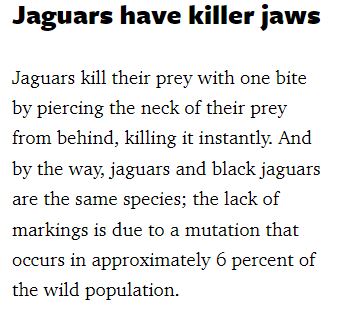 Jaguars have killer jaws
Jaguars kill their prey with one bite
by piercing the neck of their prey
from behind, killing it instantly. And
by the way, jaguars and black jaguars
are the same species; the lack of
markings is due to a mutation that
occurs in approximately 6 percent of
the wild population.